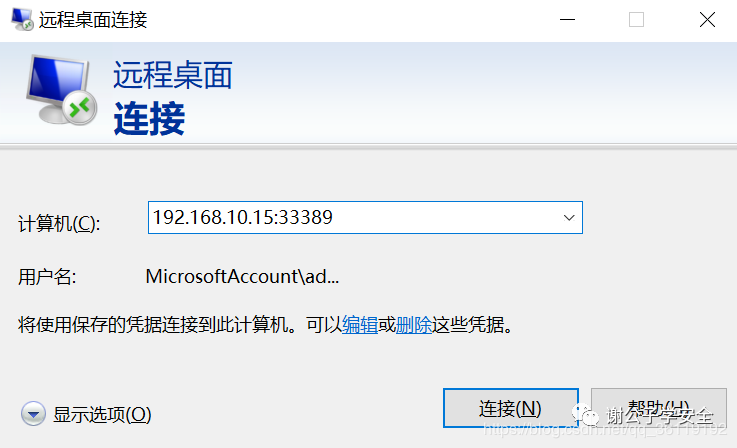 远程桌面连接
远程桌面
连接
计算机(C):
192.168.10.15:33389
用户名:
MicrosoftAccount\ad...
将使用保存的凭据连接到此计算机。可以编辑或删除这些凭据。
显示选项(O)
连接(N)
帮助(H)
谢公子学安全
https://blog.csdn.net/qq_36119192